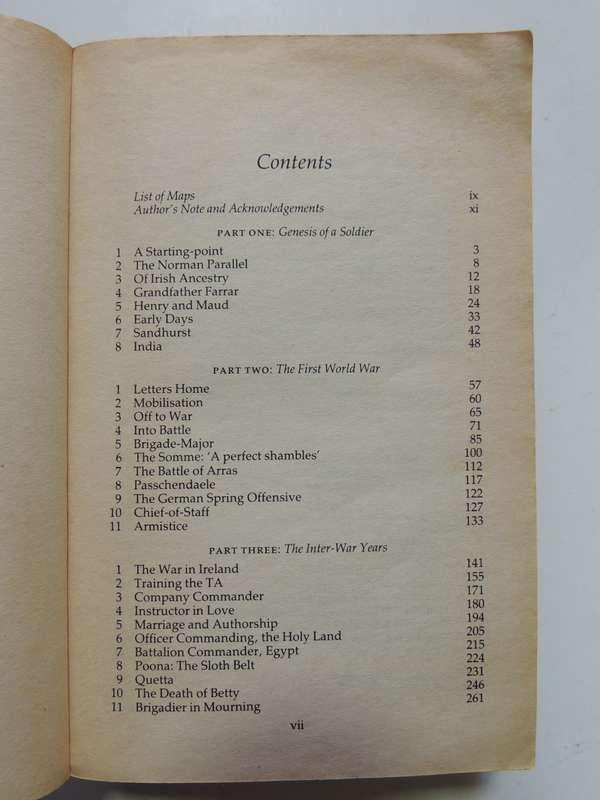 Contents
List of Maps ix
Author's Note and Acknowledgements xi
PART ONE: Genesis of a Soldier
1 A Starting-point 3
2 The Norman Parallel 8
3 Of Irish Ancestry 12
4 Grandfather Farrar 18
5 Henry and Maud 24
6 Early Days 33
7 Sandhurst 42
8 India 48
PART TWO: The First World War
1 Letters Home 57
2 Mobilisation 60
3 Off to War 65
4 Into Battle 71
5 Brigade-Major 85
6 The Somme: 'A perfect shambles' 100
7 The Battle of Arras 112
8 Passchendaele 117
9 The German Spring Offensive 122
10 Chief-of-Staff 127
11 Armistice 133
PART THREE: The Inter-War Years
1 The War in Ireland 141
2 Training the TA 155
3 Company Commander 171
4 Instructor in Love 180
5 Marriage and Authorship 194
6 Officer Commanding, the Holy Land 205
7 Battalion Commander, Egypt 215
8 Poona: The Sloth Belt 224
9 Quetta 231
10 The Death of Betty 246
11 Brigadier in Mourning 261
vii